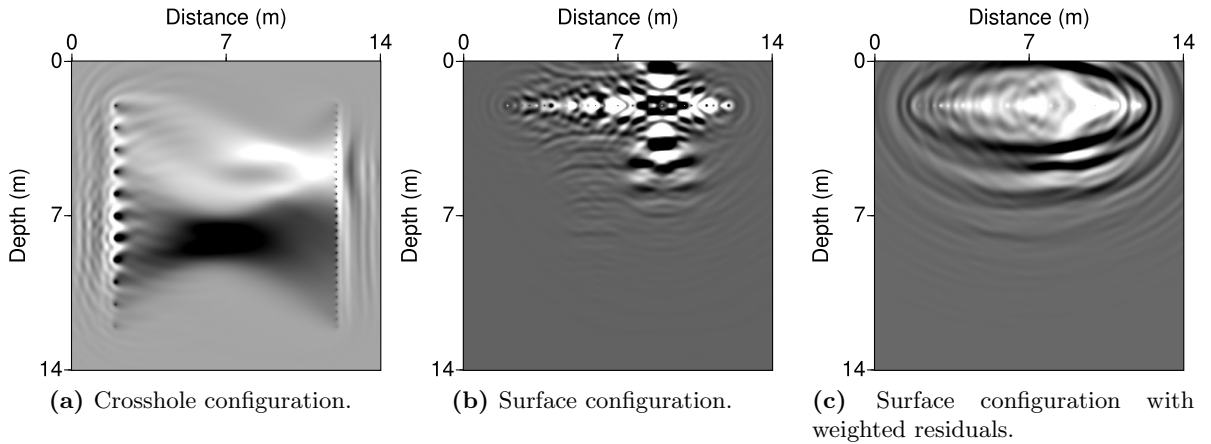 Distance (m)
0 7 14
0
7
14
Depth (m)
(a) Crosshole configuration.
Distance (m)
0 7 14
0
7
14
Depth (m)
(b) Surface configuration.
Distance (m)
0 7 14
0
7
14
Depth (m)
(c) Surface configuration with
weighted residuals.